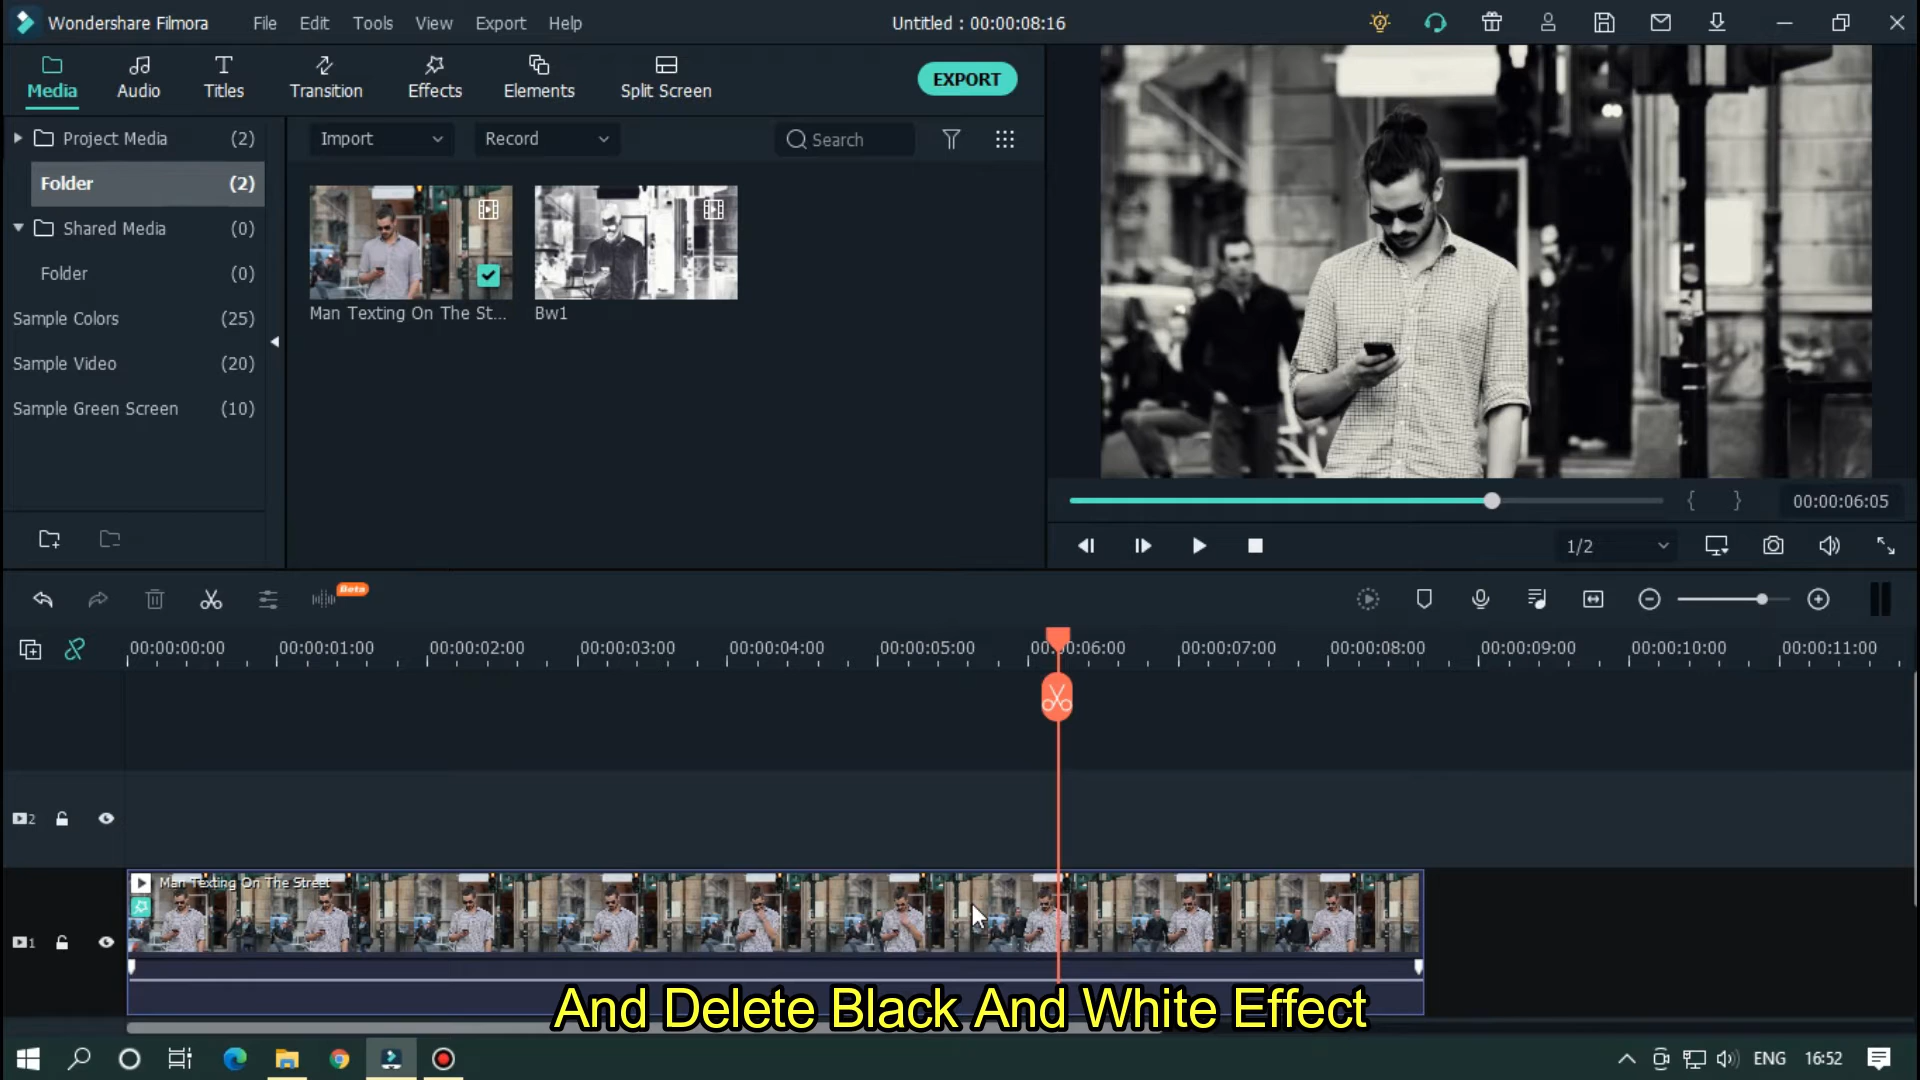 Wondershare Filmora File Edit Tools View Export Help Untitled : 00:00:08:16
Media Audio Titles Transition Effects Elements Split Screen EXPORT
Project Media (2)
Folder (2)
Shared Media (0)
Folder (0)
Sample Colors (25)
Sample Video (20)
Sample Green Screen (10)
Import Record Search
Man Texting On The St... Bw1
00:00:06:05
1/2
Beta
00:00:00:00 00:00:01:00 00:00:02:00 00:00:03:00 00:00:04:00 00:00:05:00 00:00:06:00 00:00:07:00 00:00:08:00 00:00:09:00 00:00:10:00 00:00:11:00
2
Man Texting On The Street
1
And Delete Black And White Effect
ENG 16:52